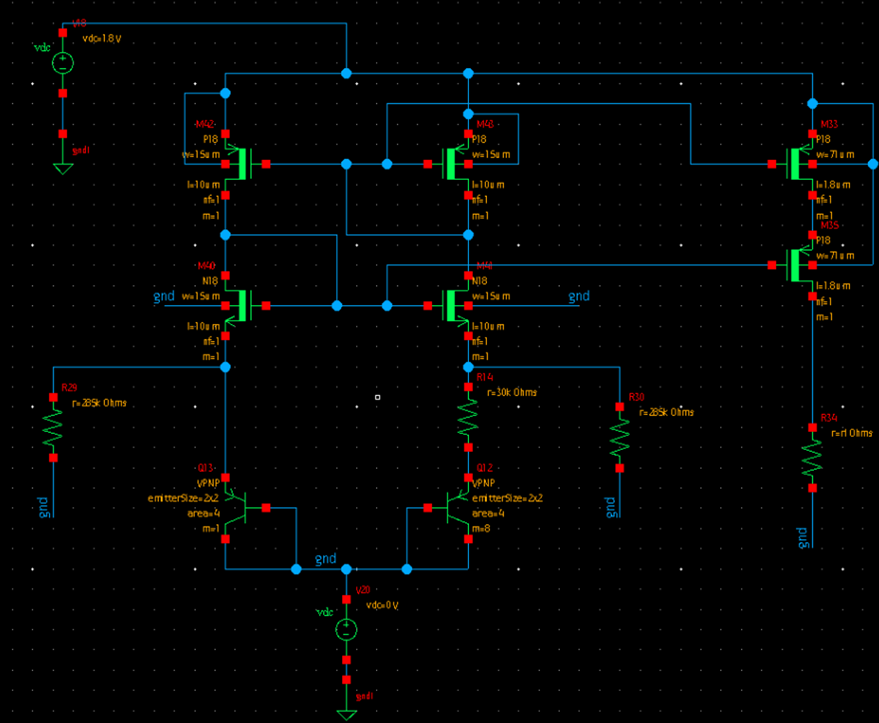 V18
vdc=1.8 V
vdc
gnd!
M42
P18
w=15u m
l=10u m
nf=1
m=1
M43
P18
w=15u m
l=10u m
nf=1
m=1
M33
P18
w=71u m
l=1.8u m
nf=1
m=1
M35
P18
w=71u m
l=1.8u m
nf=1
m=1
M40
N18
gnd
w=15u m
l=10u m
nf=1
m=1
M41
N18
w=15u m
gnd
l=10u m
nf=1
m=1
R29
r=285k Ohms
gnd
R14
r=30k Ohms
R30
r=285k Ohms
gnd
R34
r=r1 Ohms
gnd
Q13
VPNP
emitterSize=2x2
area=4
m=1
Q12
VPNP
emitterSize=2x2
area=4
m=8
gnd
V20
vdc=0 V
vdc
gnd!